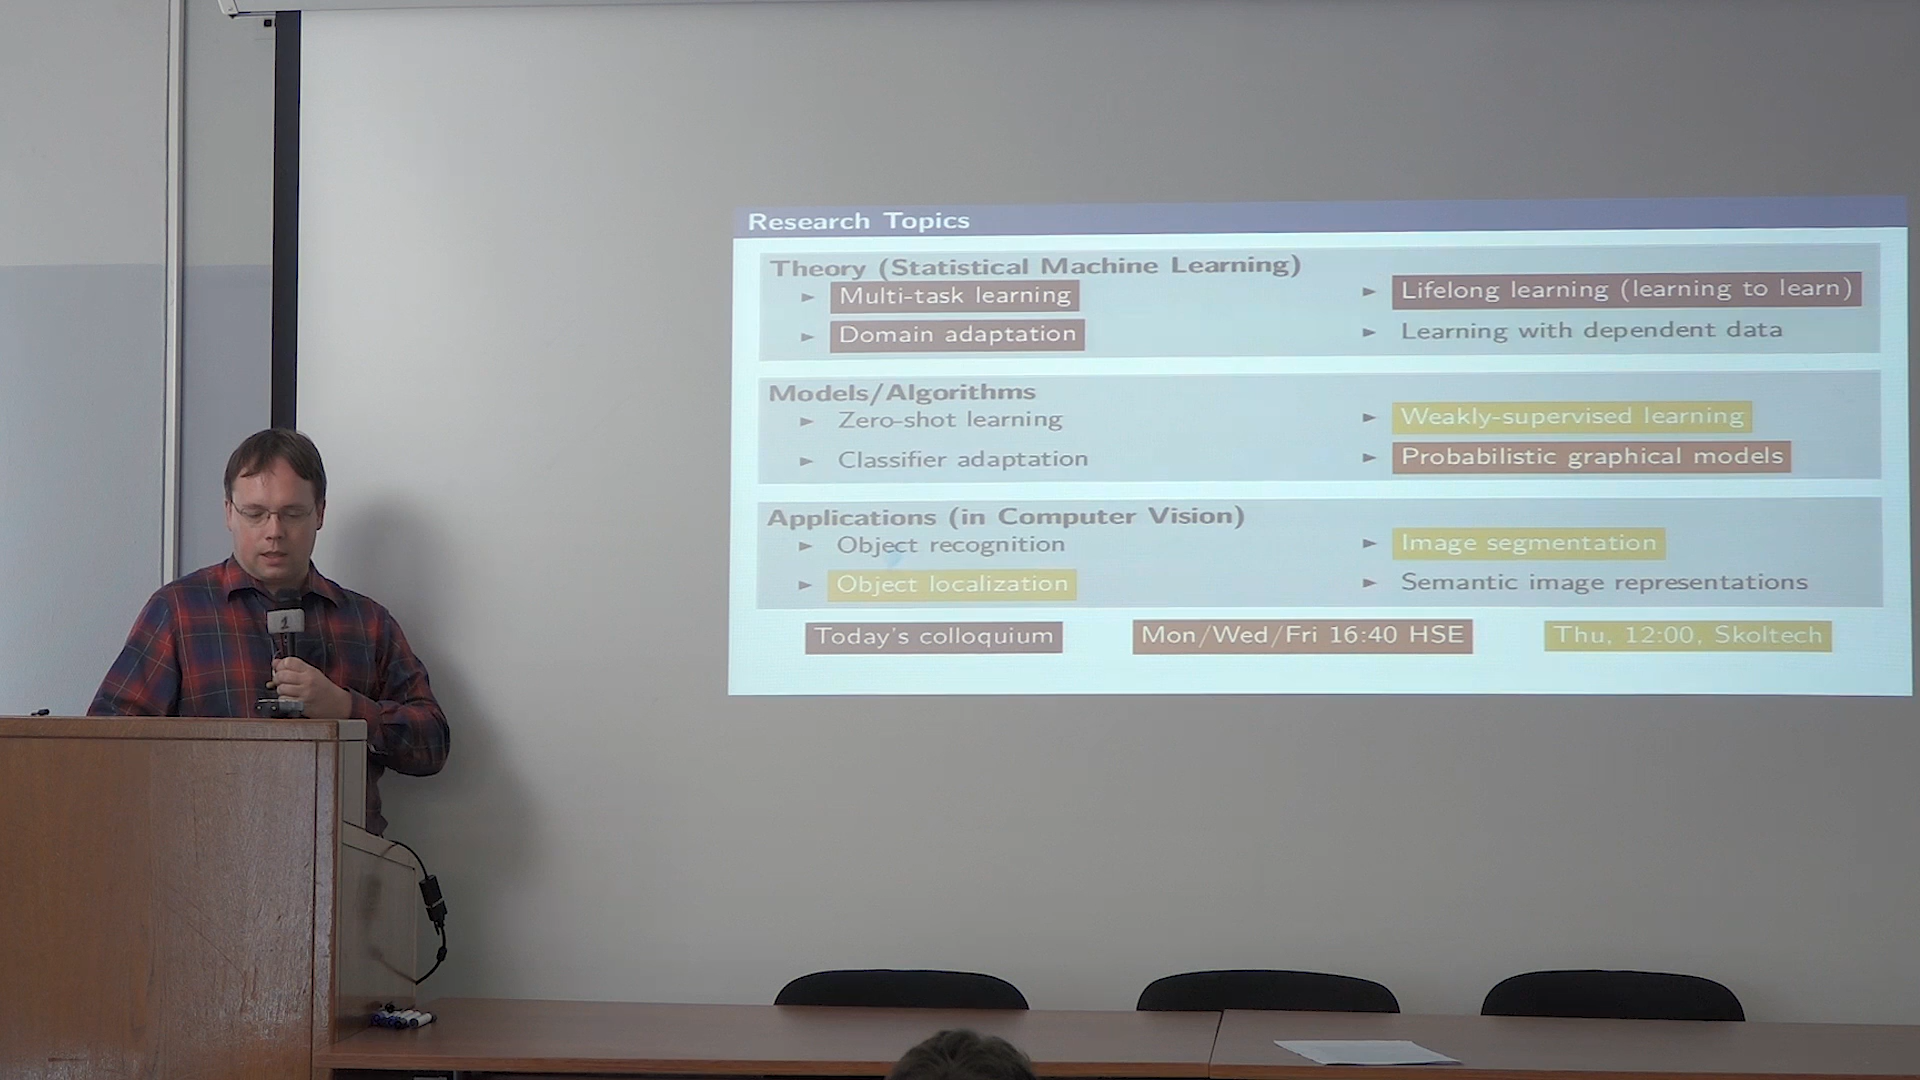 Research Topics
Theory (Statistical Machine Learning)
► Multi-task learning
► Lifelong learning (learning to learn)
► Domain adaptation
► Learning with dependent data
Models/Algorithms
► Zero-shot learning
► Weakly-supervised learning
► Classifier adaptation
► Probabilistic graphical models
Applications (in Computer Vision)
► Object recognition
► Image segmentation
► Object localization
► Semantic image representations
Today's colloquium
Mon/Wed/Fri 16:40 HSE
Thu, 12:00, Skoltech
1